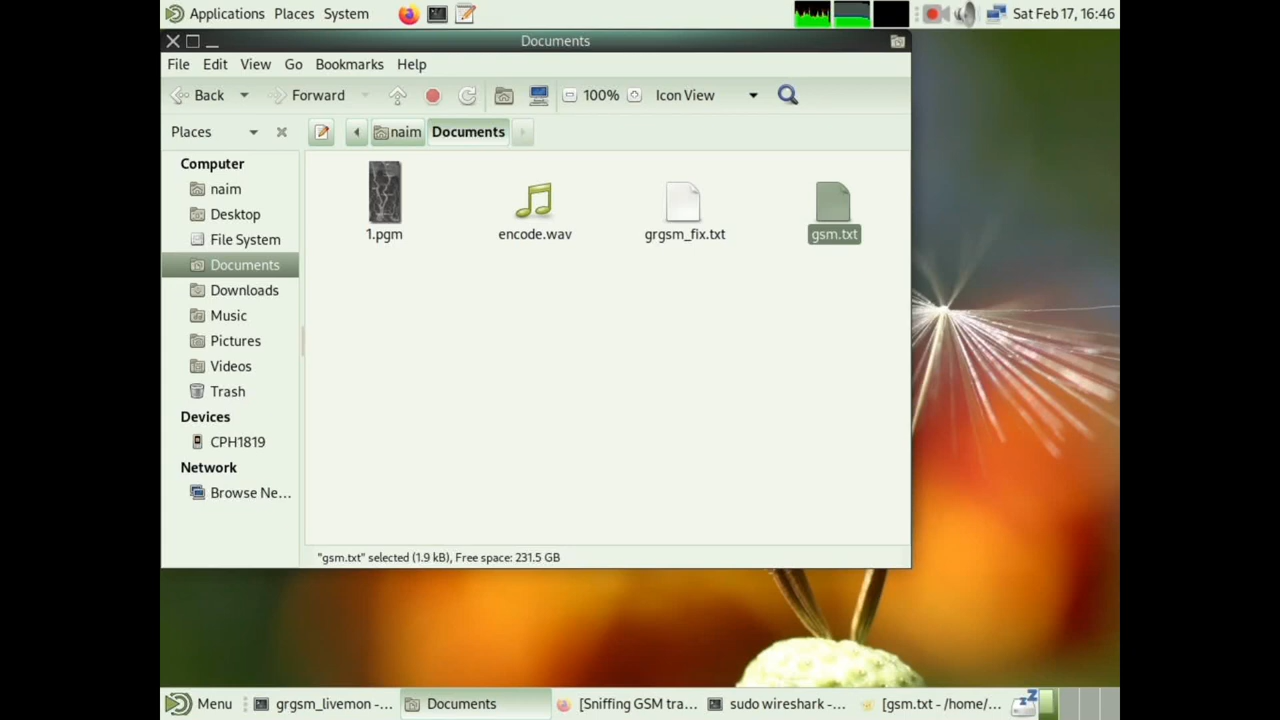 Applications Places System
Sat Feb 17, 16:46
Documents
File Edit View Go Bookmarks Help
Back Forward 100% Icon View
Places naim Documents
Computer
naim
Desktop
File System
Documents
Downloads
Music
Pictures
Videos
Trash
Devices
CPH1819
Network
Browse Ne...
1.pgm encode.wav grgsm_fix.txt gsm.txt
"gsm.txt" selected (1.9 kB), Free space: 231.5 GB
Menu grgsm_livemon -... Documents [Sniffing GSM tra... sudo wireshark -... [gsm.txt - /home/...